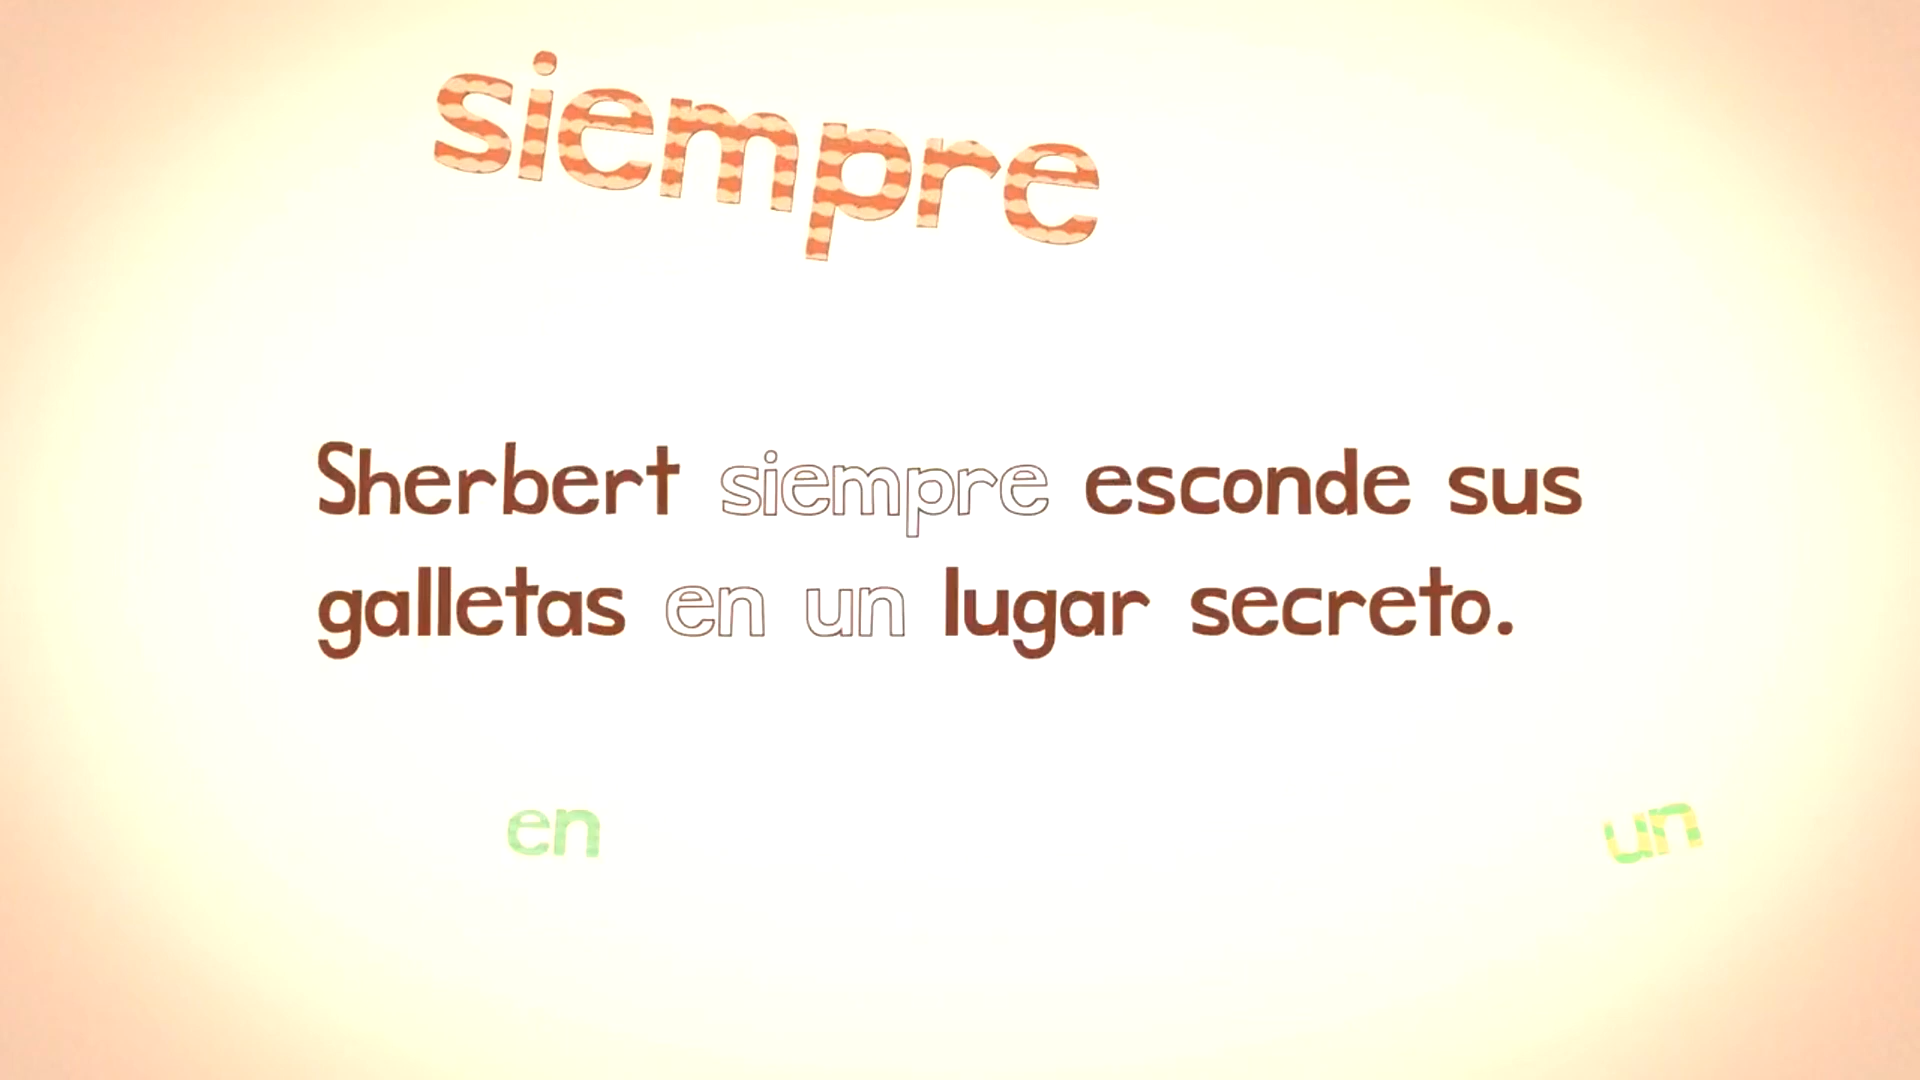 siempre
Sherbert siempre esconde sus
galletas en un lugar secreto.
en
un